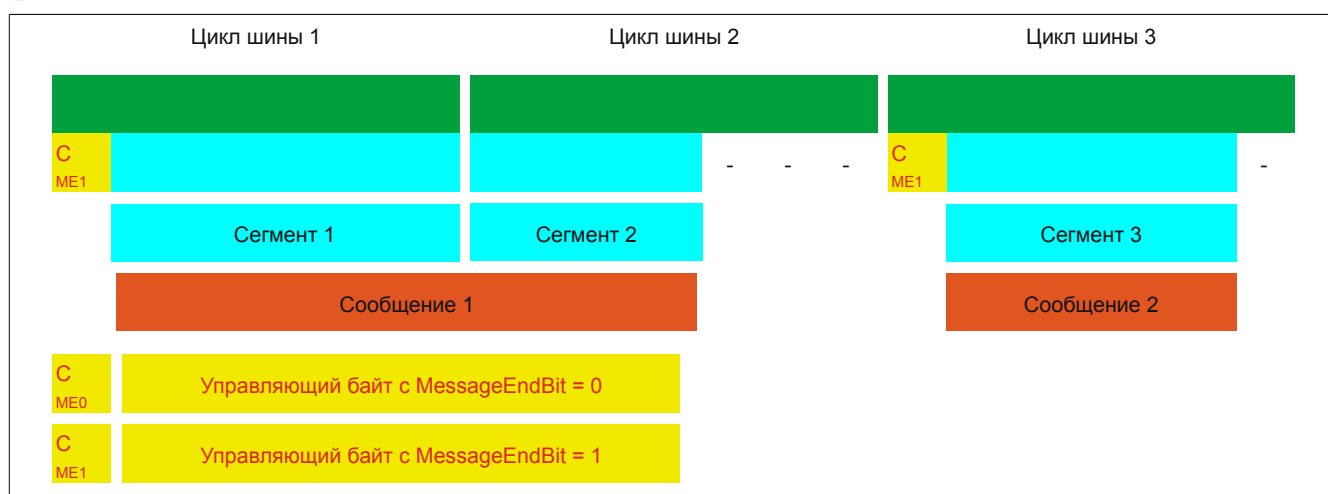 Цикл шины 1 Цикл шины 2 Цикл шины 3
C C
ME1 - - - ME1 -
Сегмент 1 Сегмент 2 Сегмент 3
Сообщение 1 Сообщение 2
C
ME0 Управляющий байт с MessageEndBit = 0
C
ME1 Управляющий байт с MessageEndBit = 1